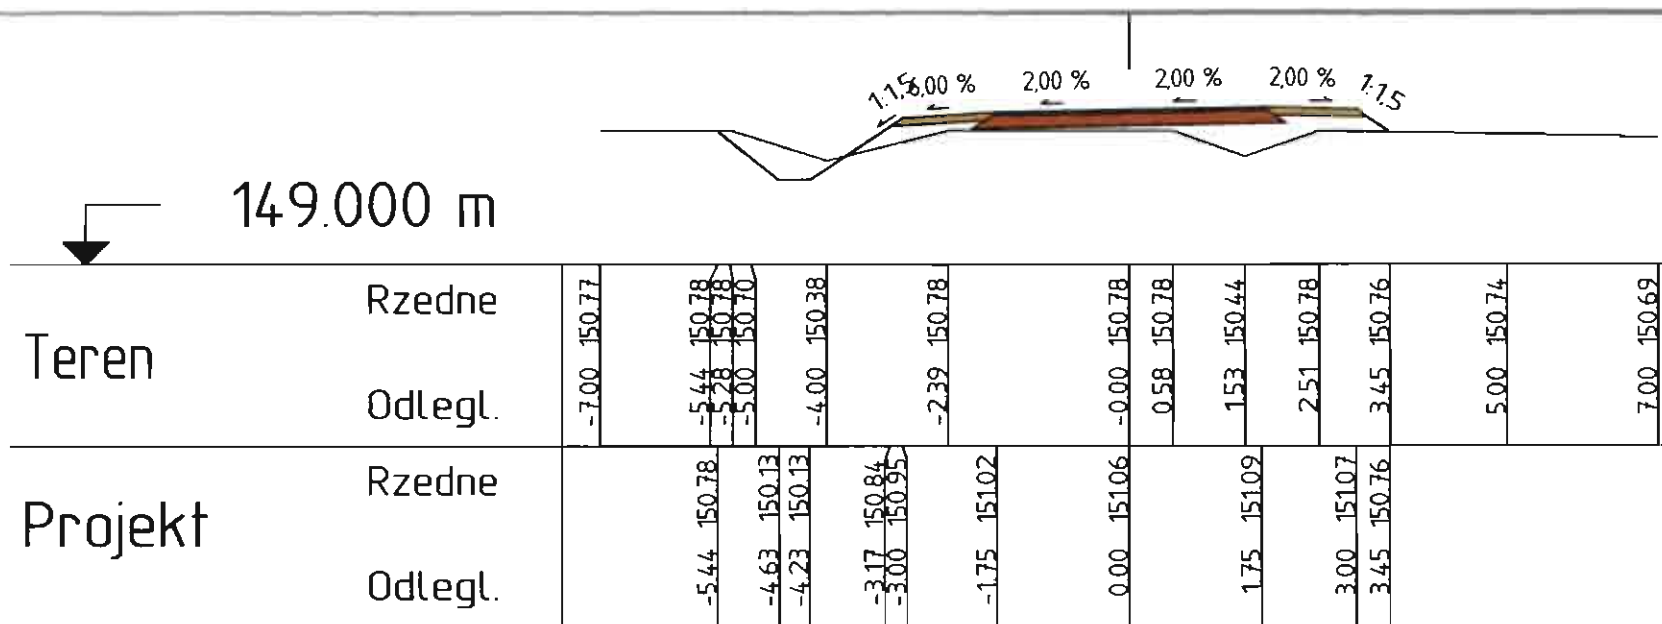 1:1,5 6,00 % 2,00 % 2,00 % 2,00 % 1:1,5
149.000 m
Teren
Rzedne
150.77 150.78 150.78 150.70 150.38 150.78 150.78 150.78 150.44 150.78 150.76 150.74 150.69
Odlegl.
-7.00 -5.44 -5.28 -5.00 -4.00 -2.39 -0.00 0.58 1.53 2.51 3.45 5.00 7.00
Projekt
Rzedne
150.78 150.13 150.13 150.84 150.95 151.02 151.06 151.09 151.07 150.76
Odlegl.
-5.44 -4.63 -4.23 -3.17 -3.00 -1.75 0.00 1.75 3.00 3.45